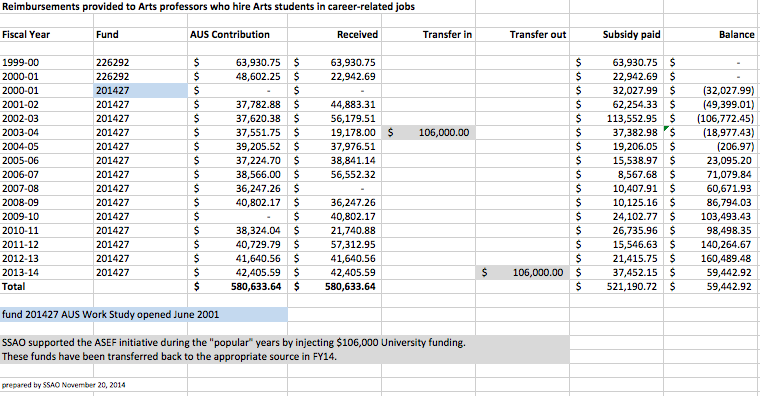 Reimbursements provided to Arts professors who hire Arts students in career-related jobs
Fiscal Year Fund AUS Contribution Received Transfer in Transfer out Subsidy paid Balance
1999-00 226292 $ 63,930.75 $ 63,930.75 $ 63,930.75 $ -
2000-01 226292 $ 48,602.25 $ 22,942.69 $ 22,942.69 $ -
2000-01 201427 $ - $ - $ 32,027.99 $ (32,027.99)
2001-02 201427 $ 37,782.88 $ 44,883.31 $ 62,254.33 $ (49,399.01)
2002-03 201427 $ 37,620.38 $ 56,179.51 $ 113,552.95 $ (106,772.45)
2003-04 201427 $ 37,551.75 $ 19,178.00 $ 106,000.00 $ 37,382.98 $ (18,977.43)
2004-05 201427 $ 39,205.52 $ 37,976.51 $ 19,206.05 $ (206.97)
2005-06 201427 $ 37,224.70 $ 38,841.14 $ 15,538.97 $ 23,095.20
2006-07 201427 $ 38,566.00 $ 56,552.32 $ 8,567.68 $ 71,079.84
2007-08 201427 $ 36,247.26 $ - $ 10,407.91 $ 60,671.93
2008-09 201427 $ 40,802.17 $ 36,247.26 $ 10,125.16 $ 86,794.03
2009-10 201427 $ - $ 40,802.17 $ 24,102.77 $ 103,493.43
2010-11 201427 $ 38,324.04 $ 21,740.88 $ 26,735.96 $ 98,498.35
2011-12 201427 $ 40,729.79 $ 57,312.95 $ 15,546.63 $ 140,264.67
2012-13 201427 $ 41,640.56 $ 41,640.56 $ 21,415.75 $ 160,489.48
2013-14 201427 $ 42,405.59 $ 42,405.59 $ 106,000.00 $ 37,452.15 $ 59,442.92
Total $ 580,633.64 $ 580,633.64 $ 521,190.72 $ 59,442.92
fund 201427 AUS Work Study opened June 2001
SSAO supported the ASEF initiative during the "popular" years by injecting $106,000 University funding.
These funds have been transferred back to the appropriate source in FY14.
prepared by SSAO November 20, 2014